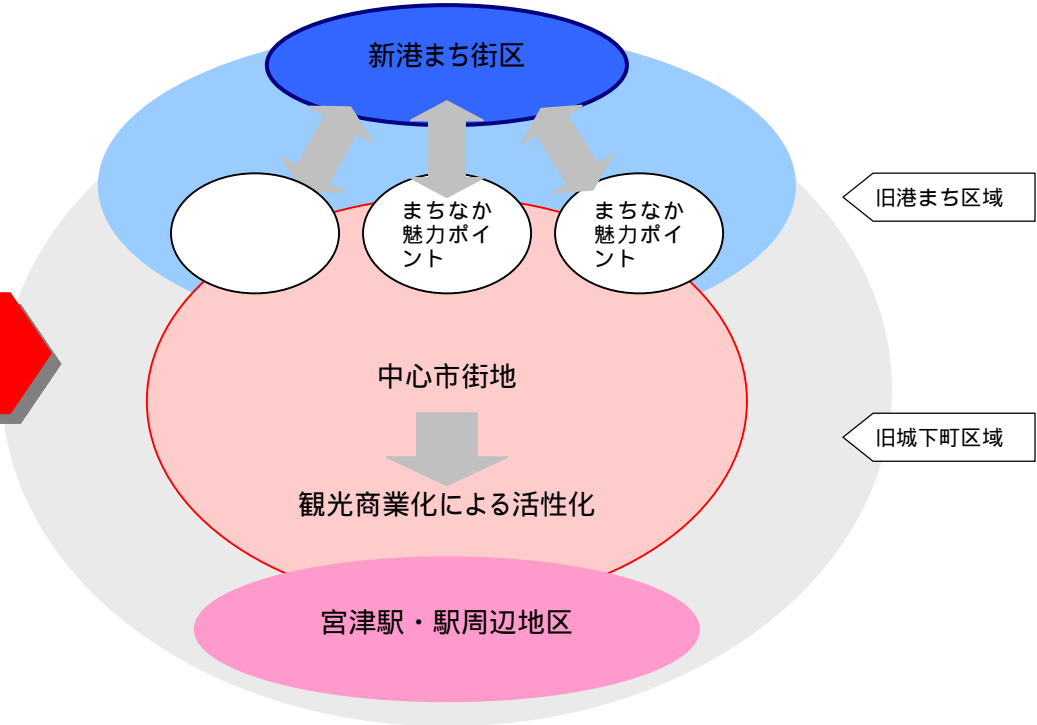 新港まち街区
まちなか
魅力ポイ
ント
まちなか
魅力ポイ
ント
旧港まち区域
中心市街地
旧城下町区域
観光商業化による活性化
宮津駅・駅周辺地区